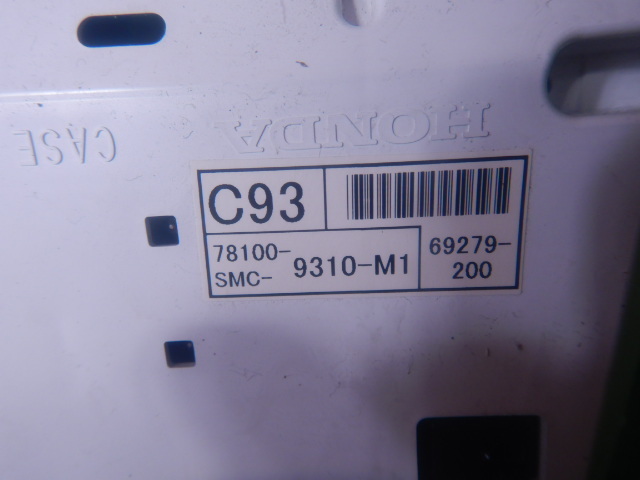 HONDA
CASE
C93
78100-
SMC- 9310-M1
69279-
200